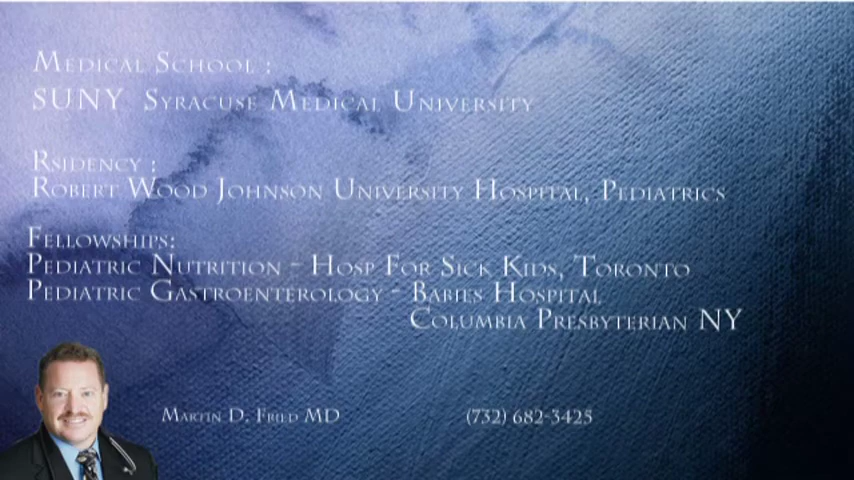 Medical School :
SUNY Syracuse Medical University
Rsidency :
Robert Wood Johnson University Hospital, Pediatrics
Fellowships:
Pediatric Nutrition - Hosp For Sick Kids, Toronto
Pediatric Gastroenterology - Babies Hospital
Columbia Presbyterian NY
Martin D. Fried MD (732) 682-3425